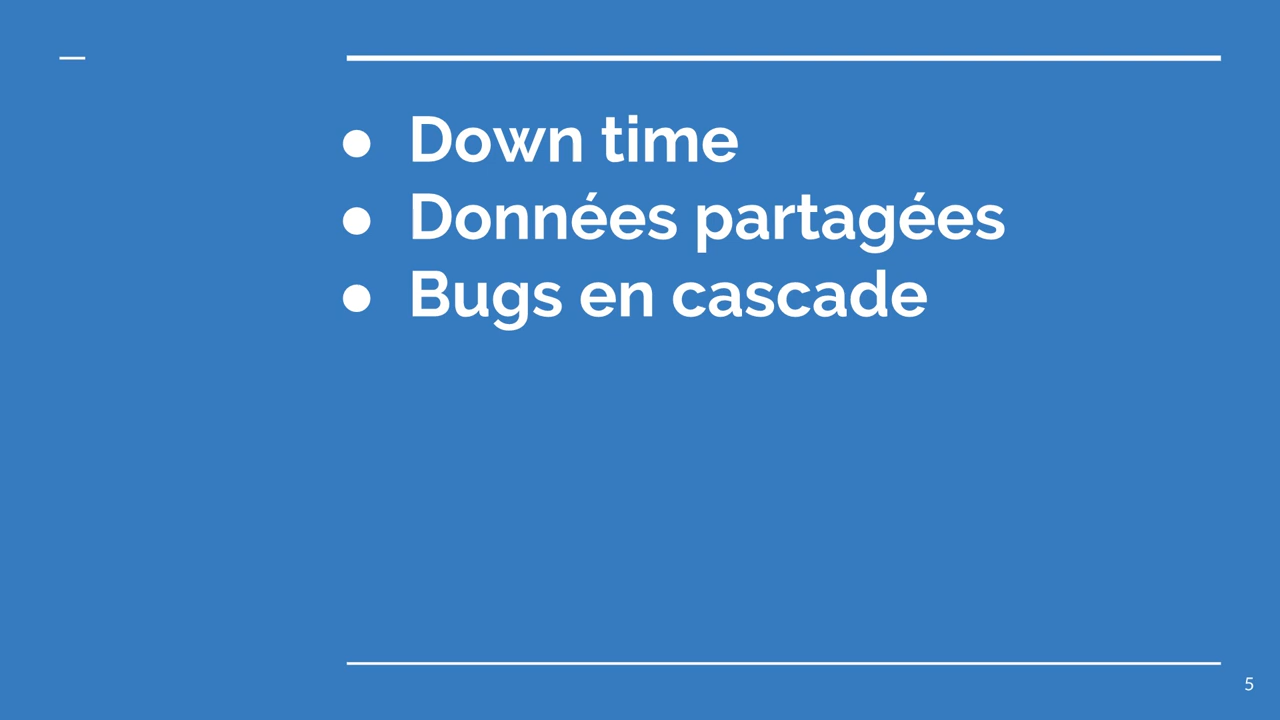 ● Down time
● Données partagées
● Bugs en cascade
5